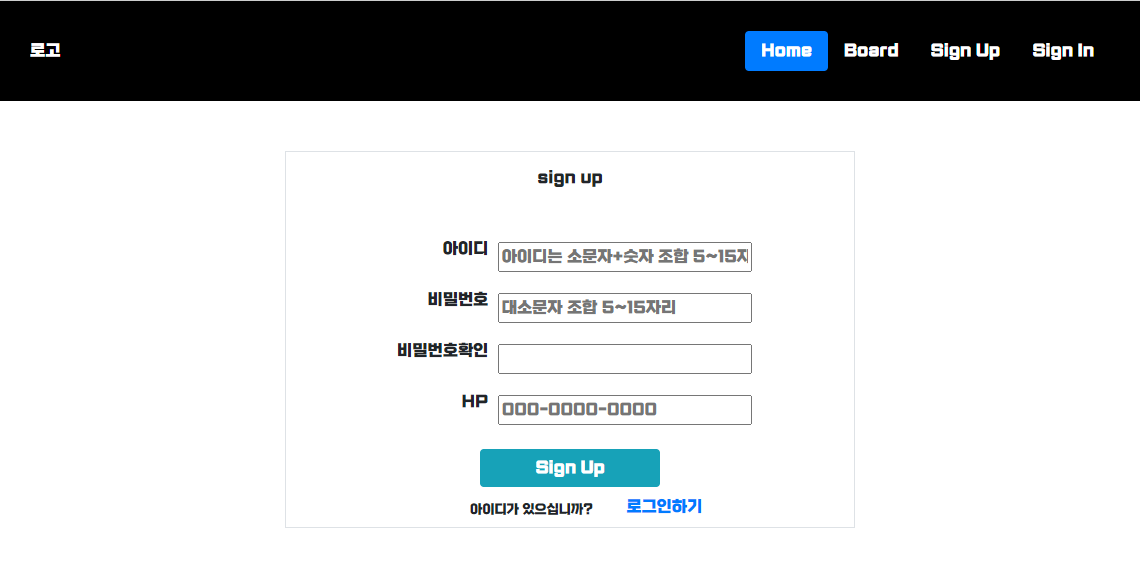 로고 Home Board Sign Up Sign In
sign up
아이디 아이디는 소문자+숫자 조합 5~15
비밀번호 대소문자 조합 5~15자리
비밀번호확인
HP 000-0000-0000
Sign Up
아이디가 있으십니까? 로그인하기